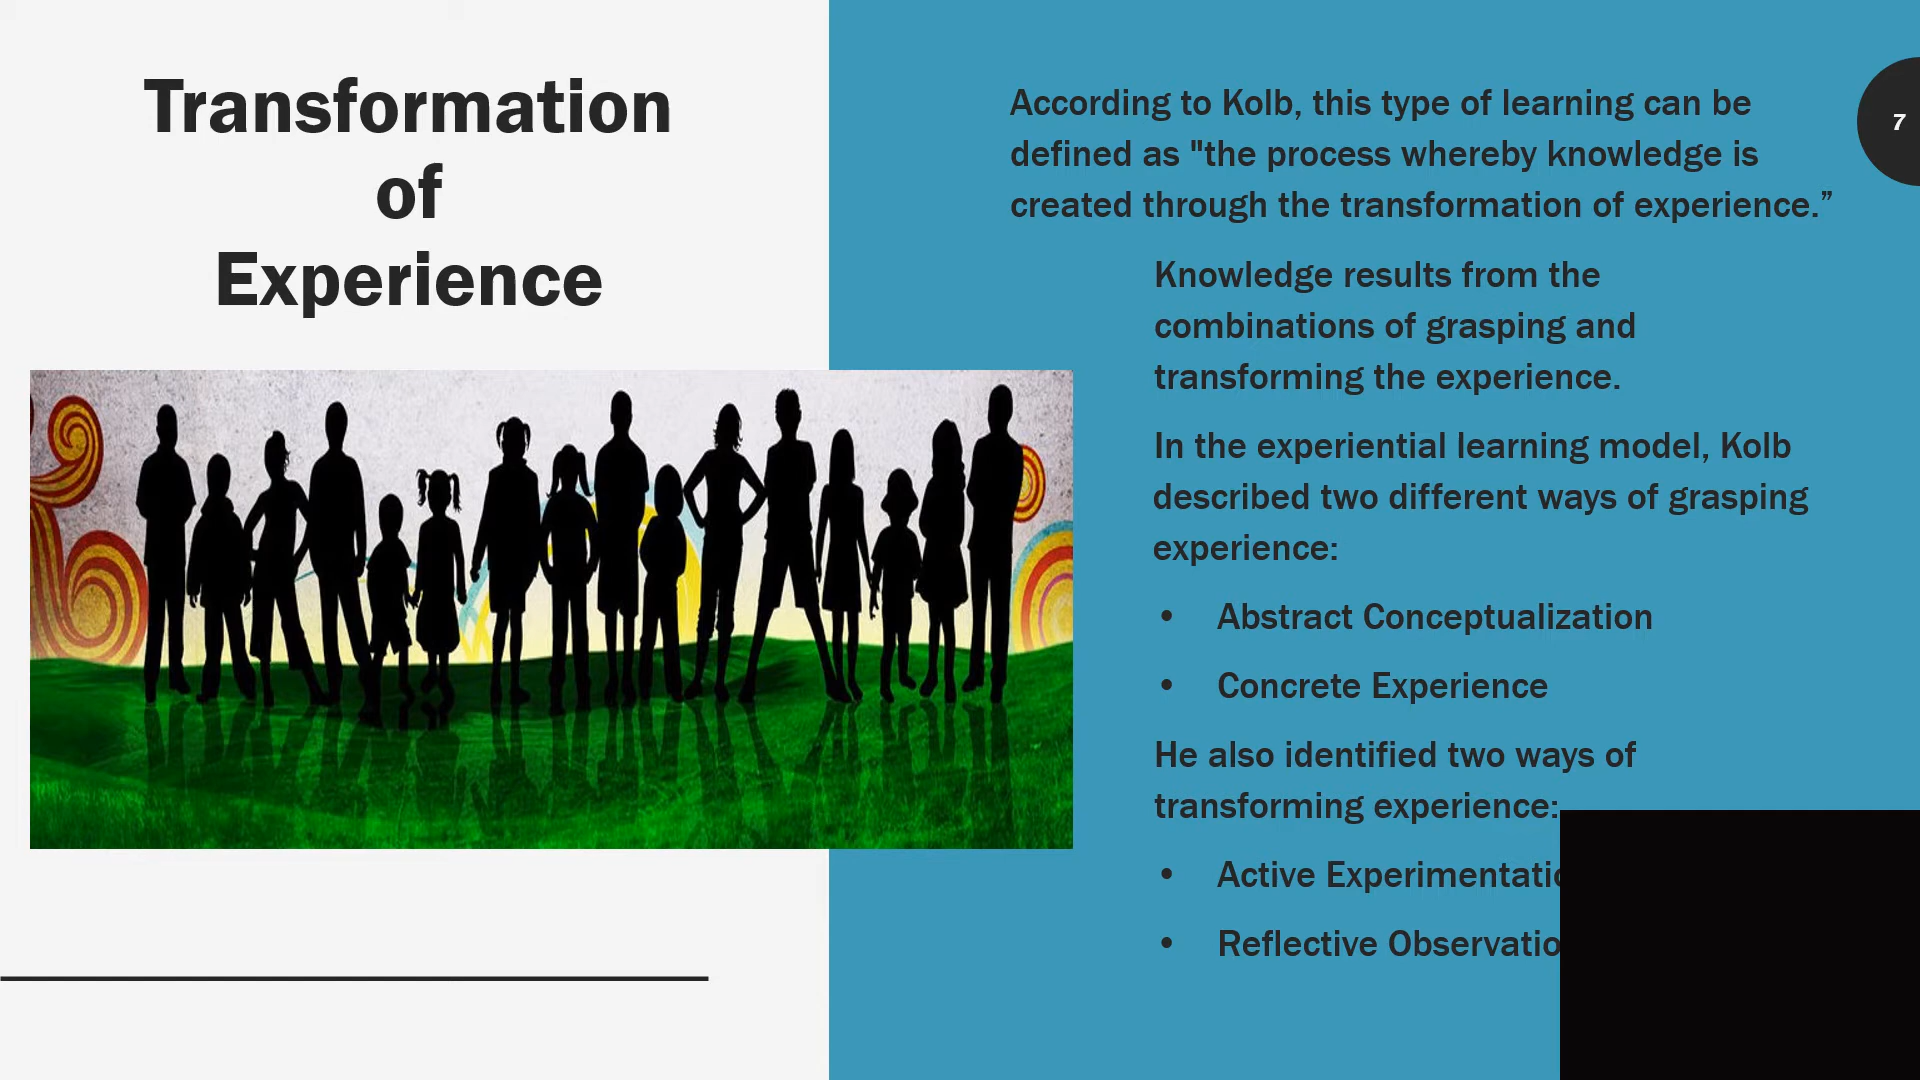 Transformation
of
Experience
According to Kolb, this type of learning can be
defined as "the process whereby knowledge is
created through the transformation of experience.”
7
Knowledge results from the
combinations of grasping and
transforming the experience.
In the experiential learning model, Kolb
described two different ways of grasping
experience:
• Abstract Conceptualization
• Concrete Experience
He also identified two ways of
transforming experience:
• Active
• Reflective